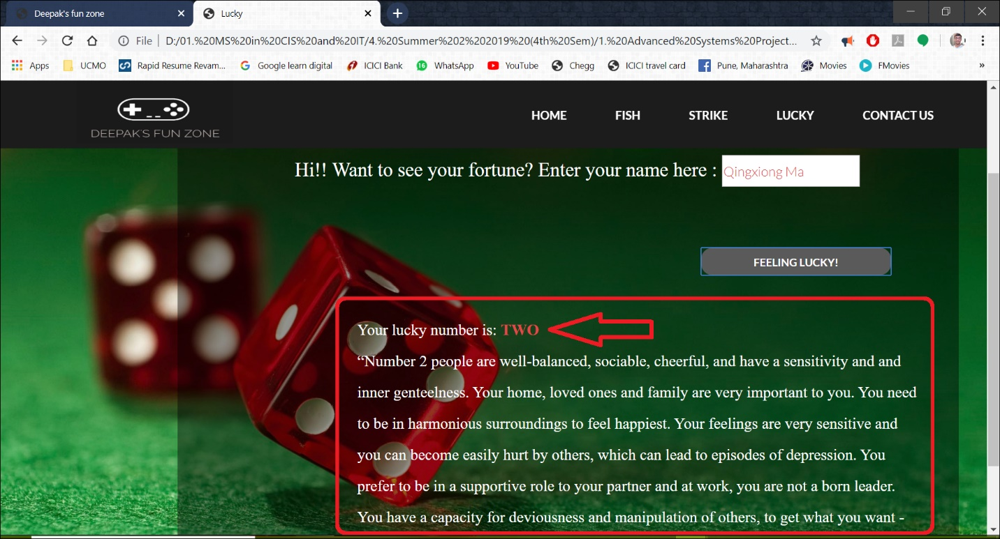 Deepak's fun zone
Lucky
File | D:/01.%20MS%20in%20CIS%20and%20IT/4.%20Summer%202%202019%20(4th%20Sem)/1.%20Advanced%20Systems%20Project...
Apps UCMO Rapid Resume Revam... Google learn digital ICICI Bank 16 WhatsApp YouTube Chegg ICICI travel card Pune, Maharashtra Movies FMovies »
DEEPAK'S FUN ZONE
HOME FISH STRIKE LUCKY CONTACT US
Hi!! Want to see your fortune? Enter your name here : Qingxiong Ma
FEELING LUCKY!
Your lucky number is: TWO
“Number 2 people are well-balanced, sociable, cheerful, and have a sensitivity and and
inner genteelness. Your home, loved ones and family are very important to you. You need
to be in harmonious surroundings to feel happiest. Your feelings are very sensitive and
you can become easily hurt by others, which can lead to episodes of depression. You
prefer to be in a supportive role to your partner and at work, you are not a born leader.
You have a capacity for deviousness and manipulation of others, to get what you want -